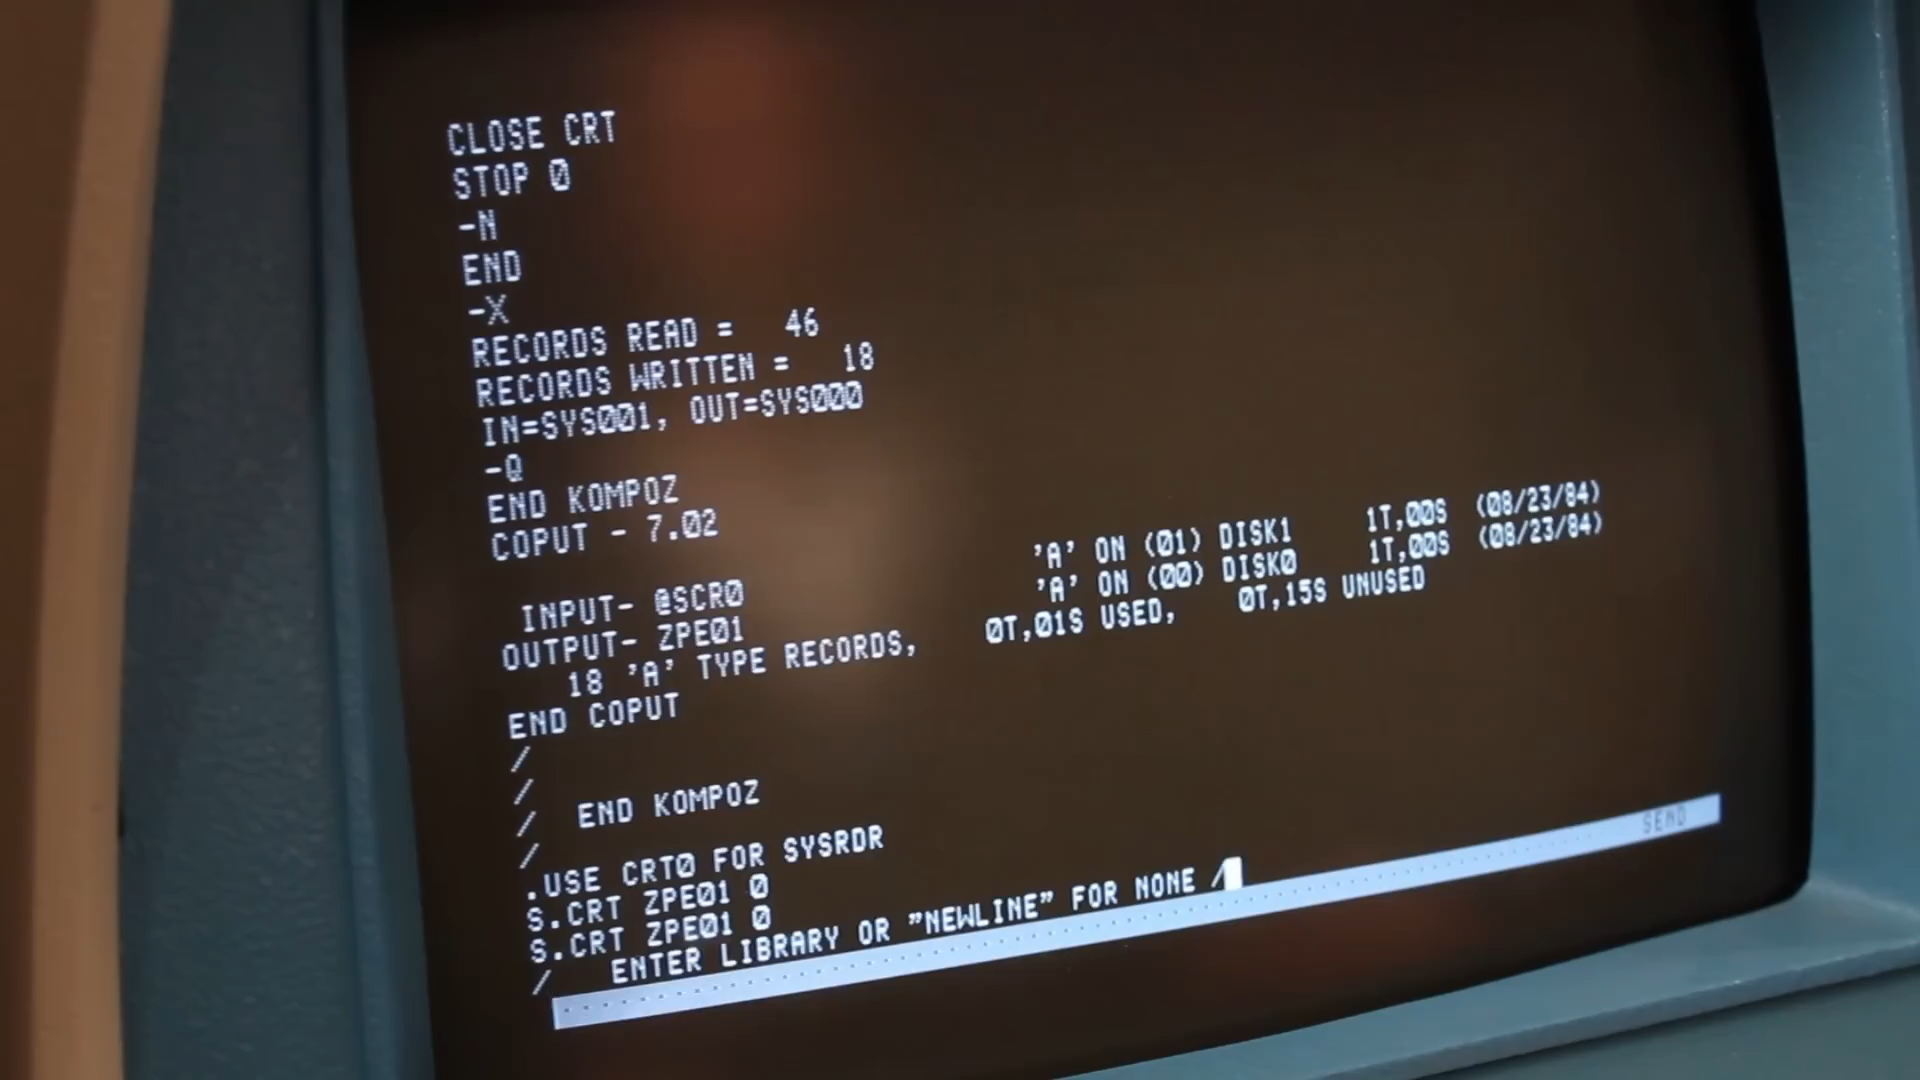 CLOSE CRT
STOP 0
-N
END
-X
RECORDS READ =   46
RECORDS WRITTEN =   18
IN=SYS001, OUT=SYS000
-Q
END KOMPOZ
COPUT - 7.02
INPUT- @SCR0 'A' ON (01) DISK1 1T,00S (08/23/84)
OUTPUT- ZPE01 'A' ON (00) DISK0 1T,00S (08/23/84)
18 'A' TYPE RECORDS, 0T,01S USED, 0T,15S UNUSED
END COPUT
/
/
/ END KOMPOZ
/
.USE CRT0 FOR SYSRDR
S.CRT ZPE01 0
S.CRT ZPE01 0
/ ENTER LIBRARY OR "NEWLINE" FOR NONE /
SEND